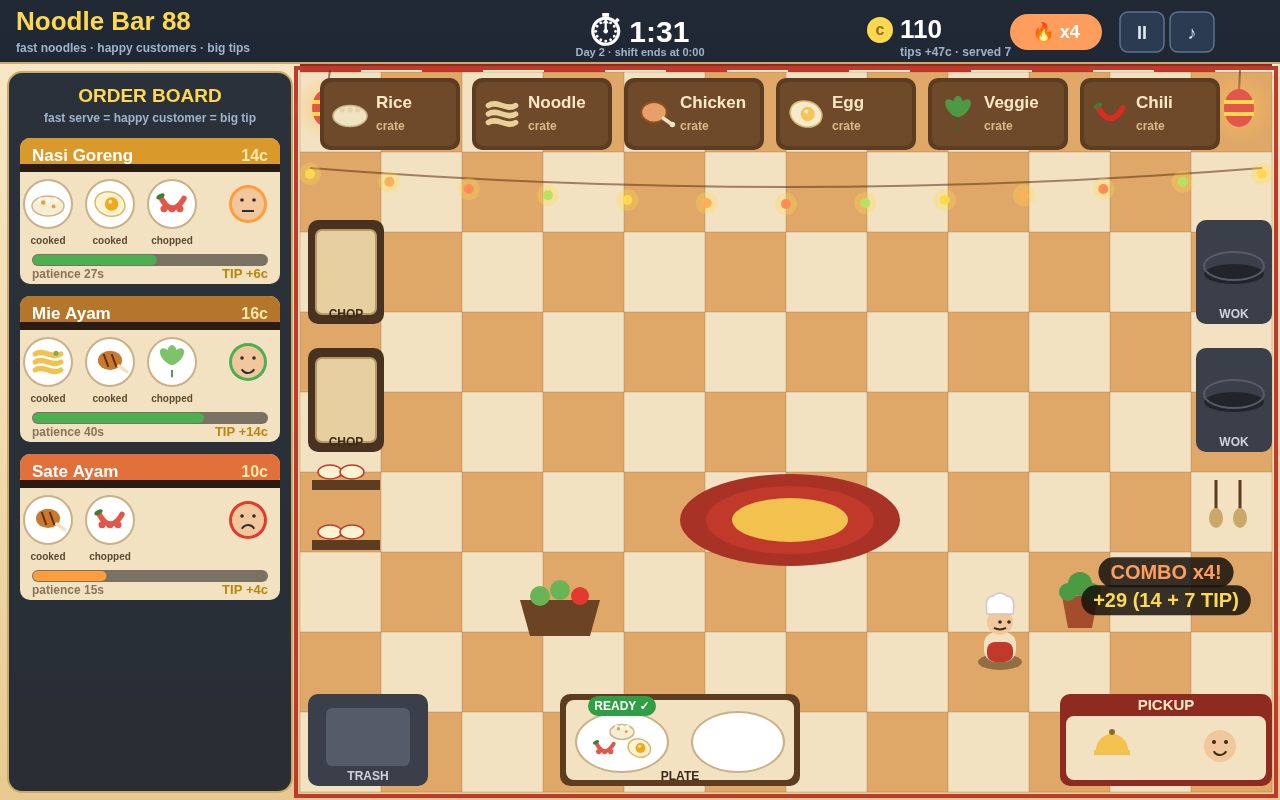 Noodle Bar 88
fast noodles · happy customers · big tips
1:31
Day 2 · shift ends at 0:00
c
110
tips +47c · served 7
x4
ORDER BOARD
fast serve = happy customer = big tip
Nasi Goreng 14c
cooked cooked chopped
patience 27s TIP +6c
Mie Ayam 16c
cooked cooked chopped
patience 40s TIP +14c
Sate Ayam 10c
cooked chopped
patience 15s TIP +4c
Rice
crate
Noodle
crate
Chicken
crate
Egg
crate
Veggie
crate
Chili
crate
CHOP
WOK
CHOP
WOK
COMBO x4!
+29 (14 + 7 TIP)
READY ✓
PLATE
TRASH
PICKUP